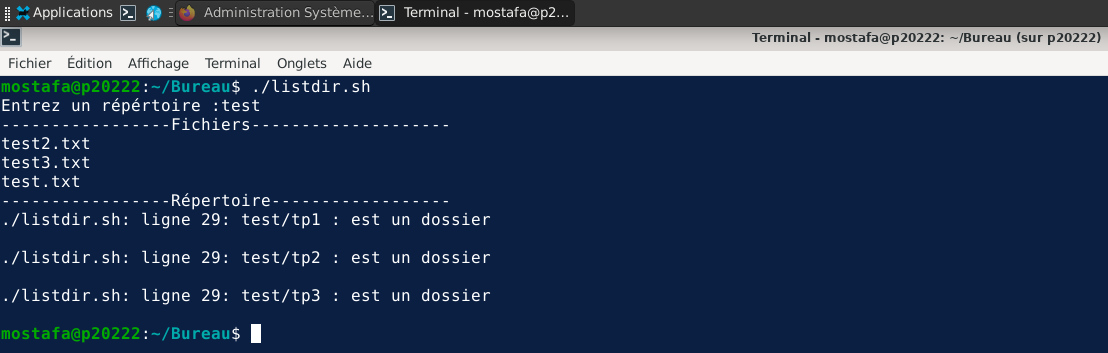 Applications Administration Système... Terminal - mostafa@p2...
Terminal - mostafa@p20222: ~/Bureau (sur p20222)
Fichier Édition Affichage Terminal Onglets Aide
mostafa@p20222:~/Bureau$ ./listdir.sh
Entrez un répértoire :test
-----------------Fichiers--------------------
test2.txt
test3.txt
test.txt
-----------------Répertoire------------------
./listdir.sh: ligne 29: test/tp1 : est un dossier
./listdir.sh: ligne 29: test/tp2 : est un dossier
./listdir.sh: ligne 29: test/tp3 : est un dossier
mostafa@p20222:~/Bureau$